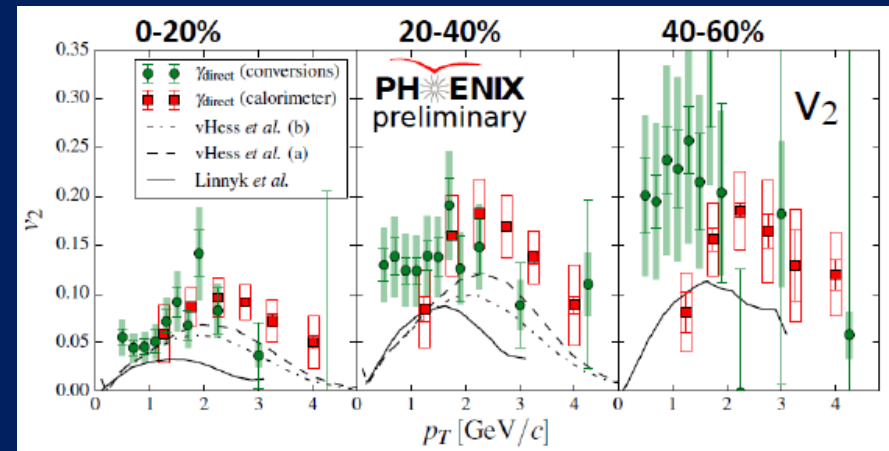 0-20%
20-40%
40-60%
0.35
0.30
0.25
0.20
0.15
0.10
0.05
0.00
v₂
γdirect (conversions)
γdirect (calorimeter)
vHess et al. (b)
vHess et al. (a)
Linnyk et al.
PHENIX
preliminary
V₂
0 1 2 3 4
0 1 2 3 4
0 1 2 3 4
pT [GeV/c]